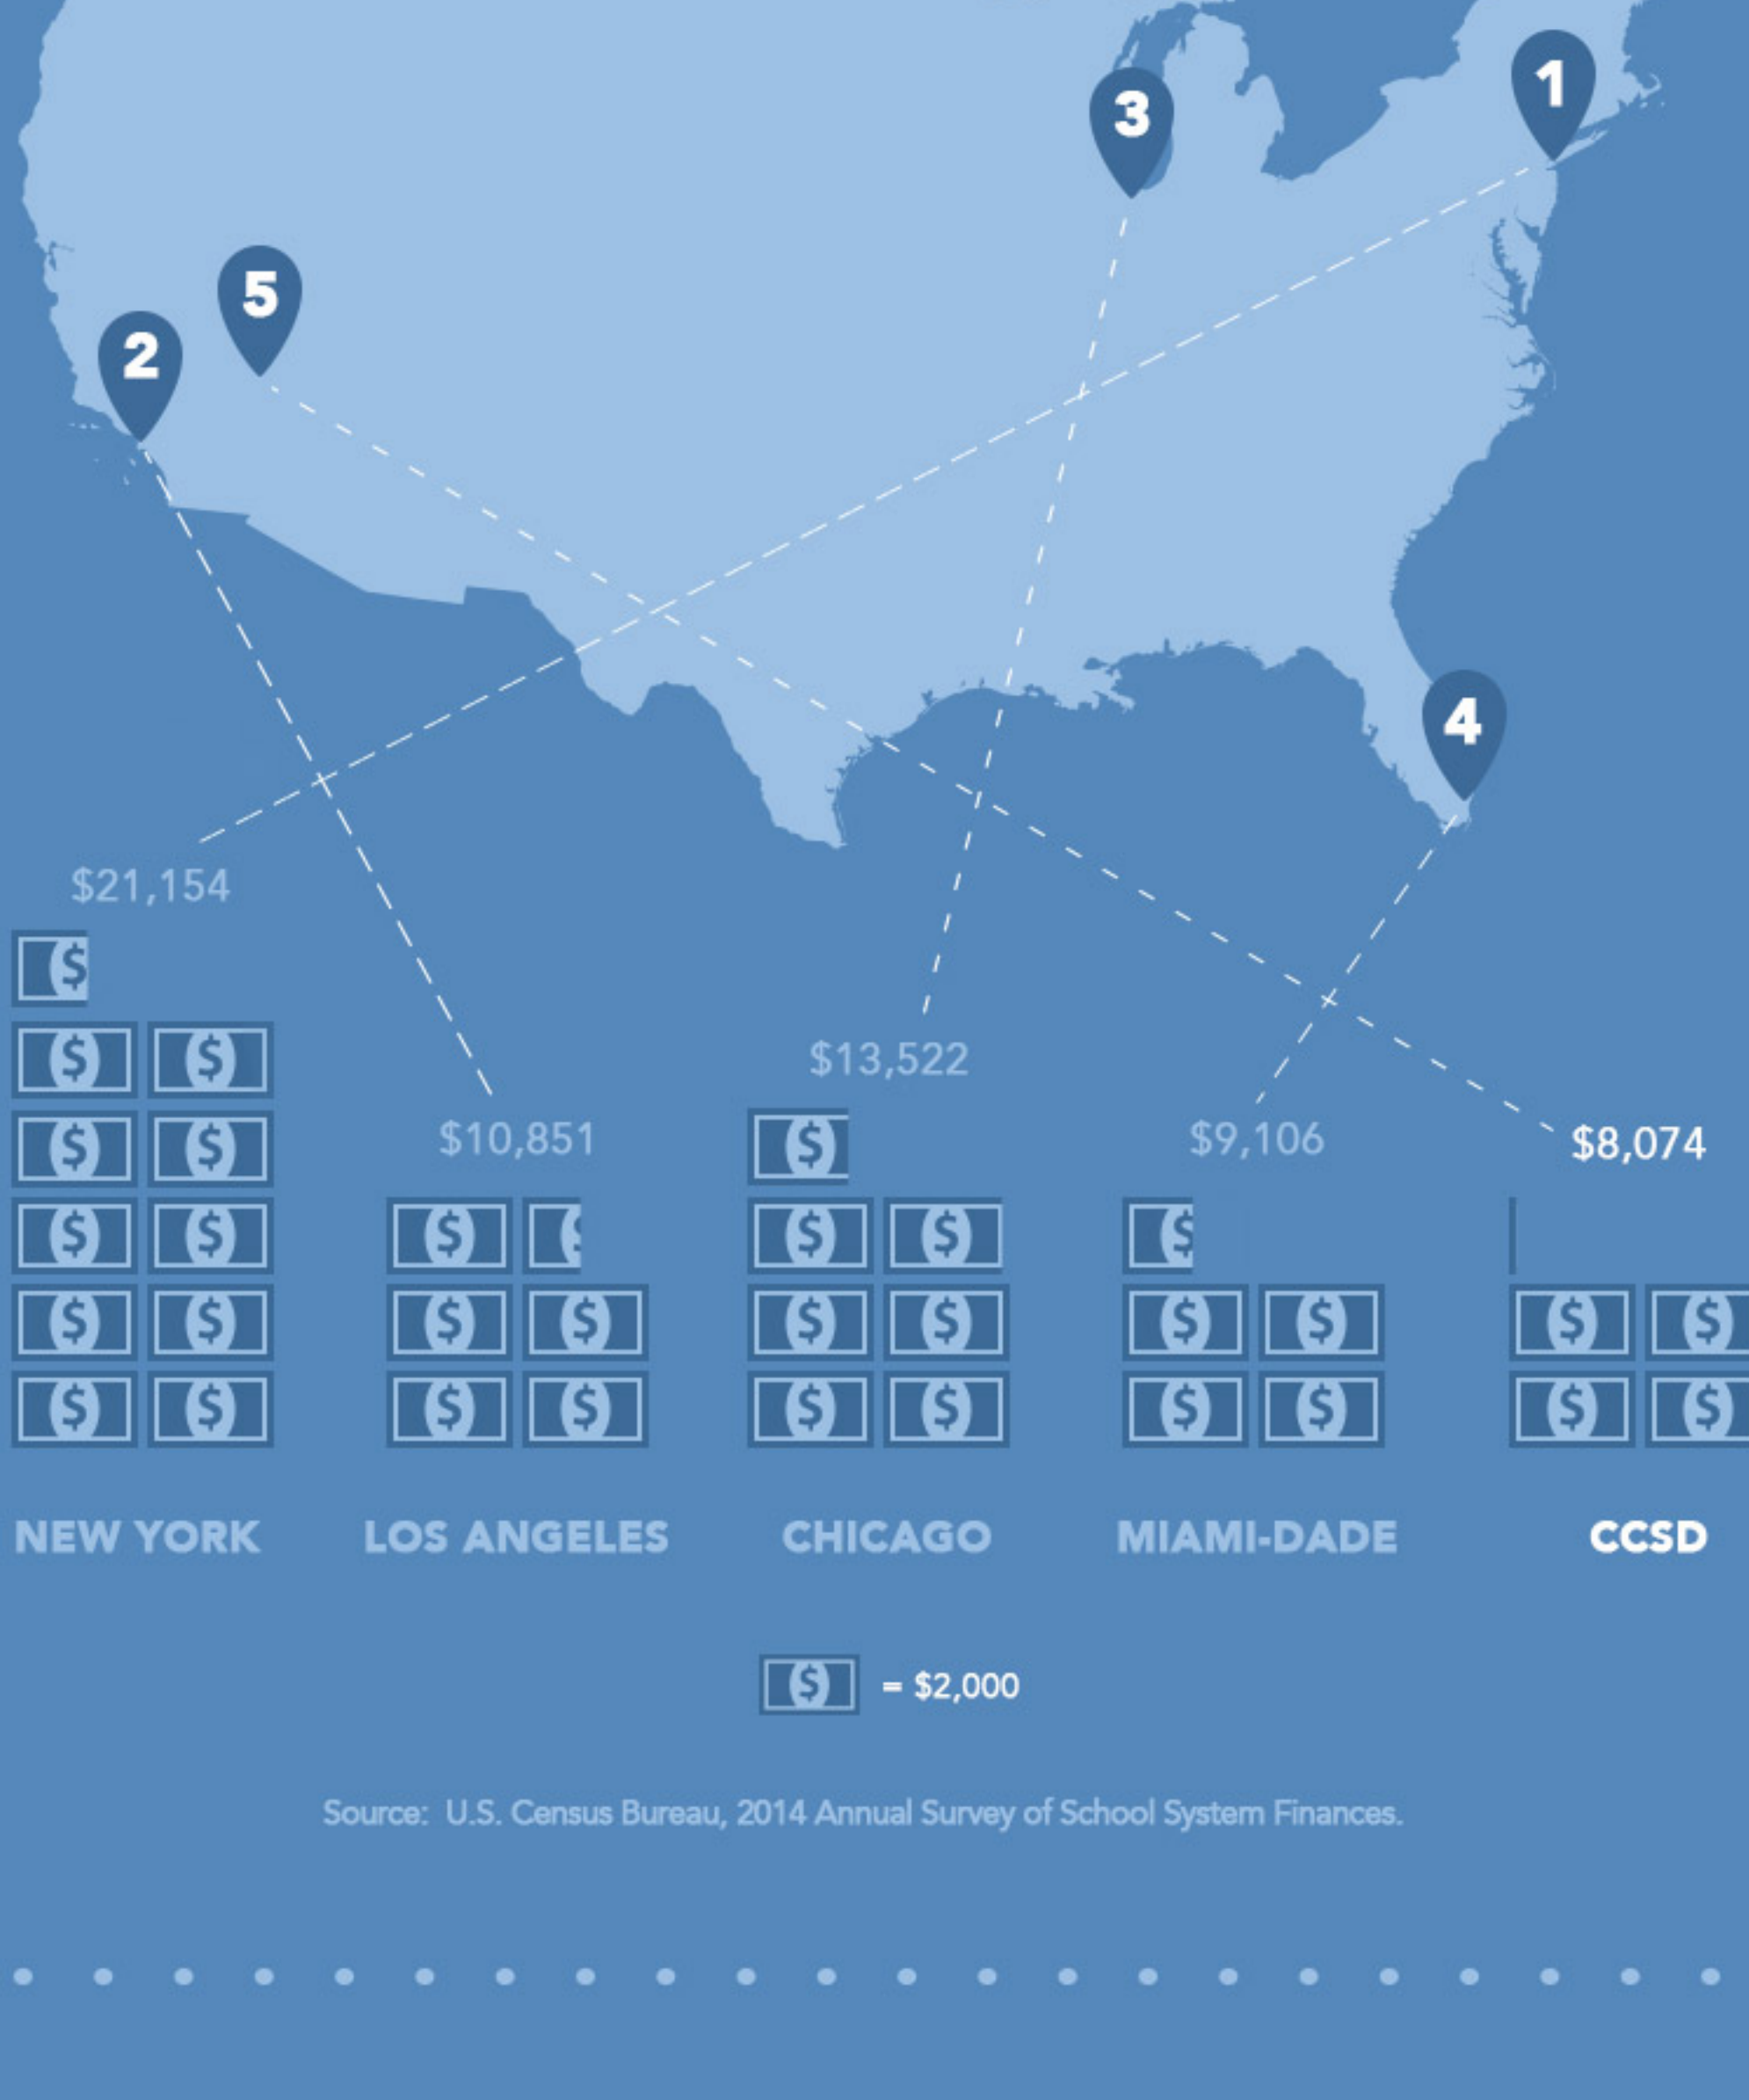 1
3
5
2
4
$21,154
$13,522
$10,851
$9,106
$8,074
NEW YORK
LOS ANGELES
CHICAGO
MIAMI-DADE
CCSD
= $2,000
Source: U.S. Census Bureau, 2014 Annual Survey of School System Finances.